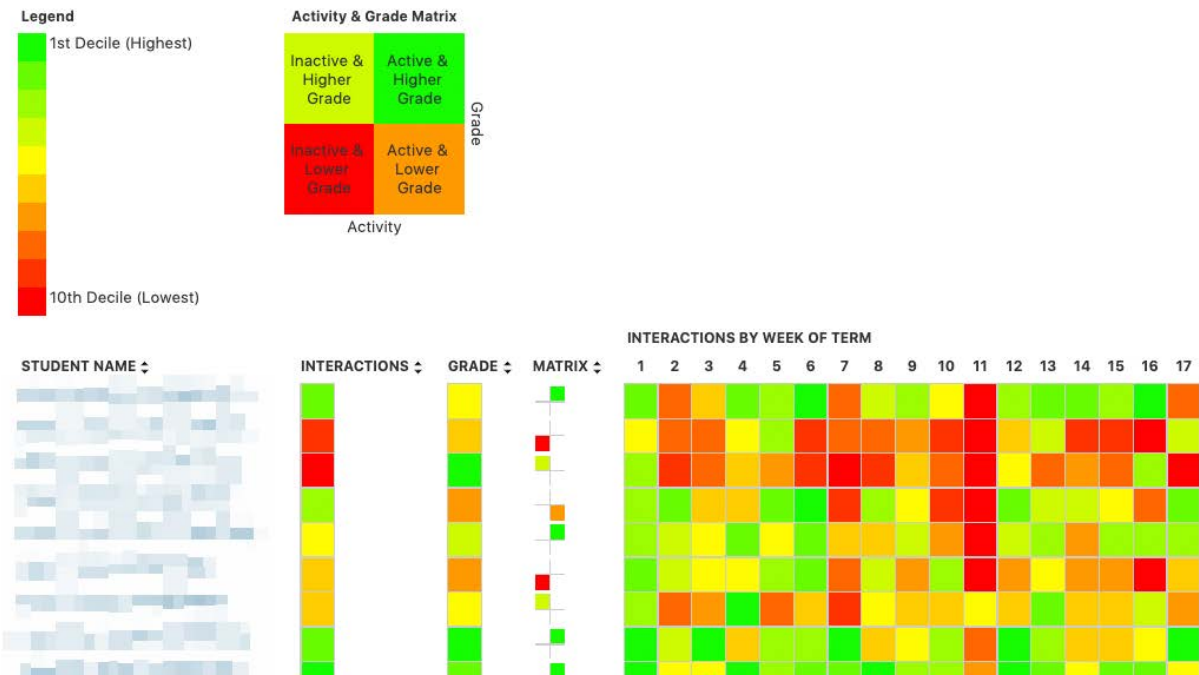 Legend
1st Decile (Highest)
10th Decile (Lowest)
Activity & Grade Matrix
Inactive &
Higher
Grade
Active &
Higher
Grade
Inactive &
Lower
Grade
Active &
Lower
Grade
Grade
Activity
INTERACTIONS BY WEEK OF TERM
STUDENT NAME INTERACTIONS GRADE MATRIX 1 2 3 4 5 6 7 8 9 10 11 12 13 14 15 16 17